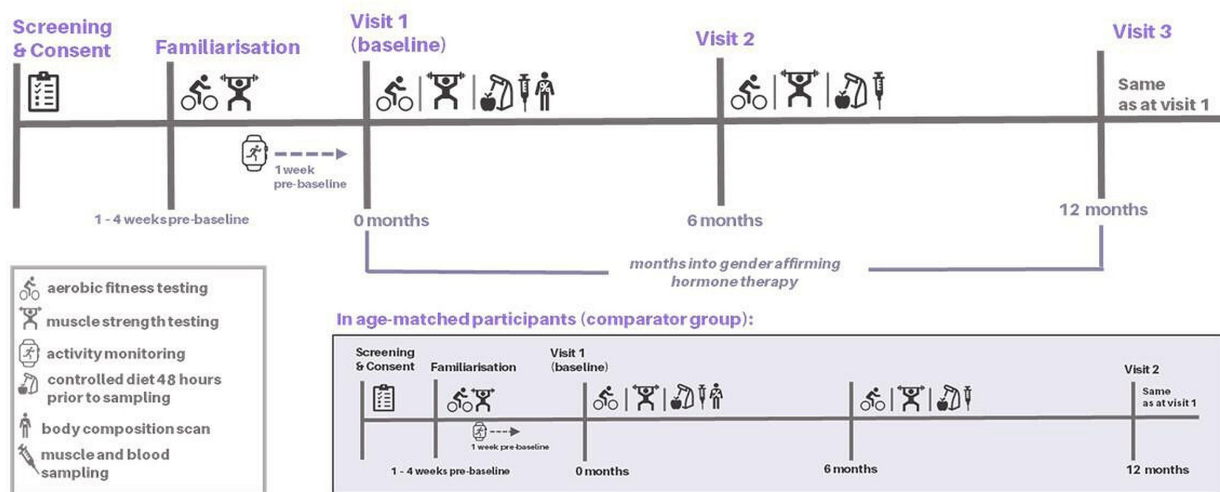 Screening
& Consent
Familiarisation
Visit 1
(baseline)
Visit 2
Visit 3
Same
as at visit 1
1 week
pre-baseline
1 - 4 weeks pre-baseline
0 months
6 months
12 months
months into gender affirming
hormone therapy
aerobic fitness testing
muscle strength testing
activity monitoring
controlled diet 48 hours
prior to sampling
body composition scan
muscle and blood
sampling
In age-matched participants (comparator group):
Screening
& Consent
Familiarisation
Visit 1
(baseline)
Visit 2
Same
as at visit 1
1 week pre-baseline
1 - 4 weeks pre-baseline
0 months
6 months
12 months